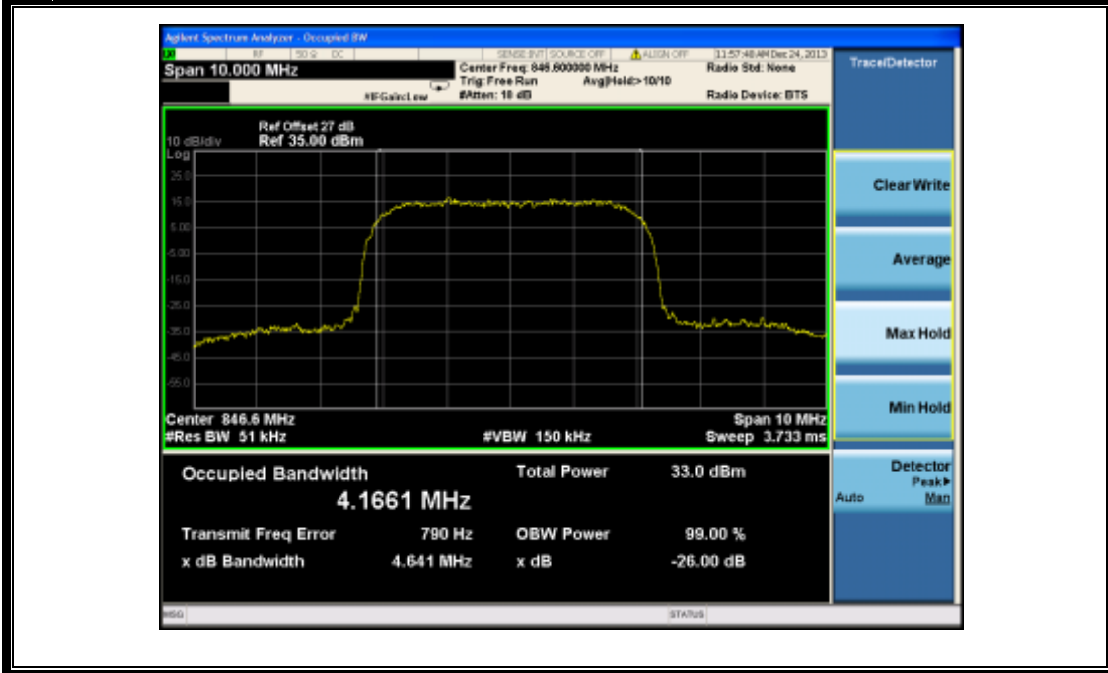 Agilent Spectrum Analyzer - Occupied BW
RF 50 Ω DC SENSE:INT SOURCE OFF ALIGN OFF 11:57:48 AM Dec 24, 2013
Span 10.000 MHz
Center Freq: 846.600000 MHz
Radio Std: None
Trig: Free Run Avg|Hold:>10/10
#IFGain:Low #Atten: 18 dB
Radio Device: BTS
Trace/Detector
Ref Offset 27 dB
10 dB/div Ref 35.00 dBm
Log
25.0
15.0
5.00
-5.00
-15.0
-25.0
-35.0
-45.0
-55.0
Clear Write
Average
Max Hold
Min Hold
Center 846.6 MHz Span 10 MHz
#Res BW 51 kHz #VBW 150 kHz Sweep 3.733 ms
Occupied Bandwidth Total Power 33.0 dBm
4.1661 MHz
Transmit Freq Error 790 Hz OBW Power 99.00 %
x dB Bandwidth 4.641 MHz x dB -26.00 dB
Detector
Peak▶
Auto Man
MSG STATUS